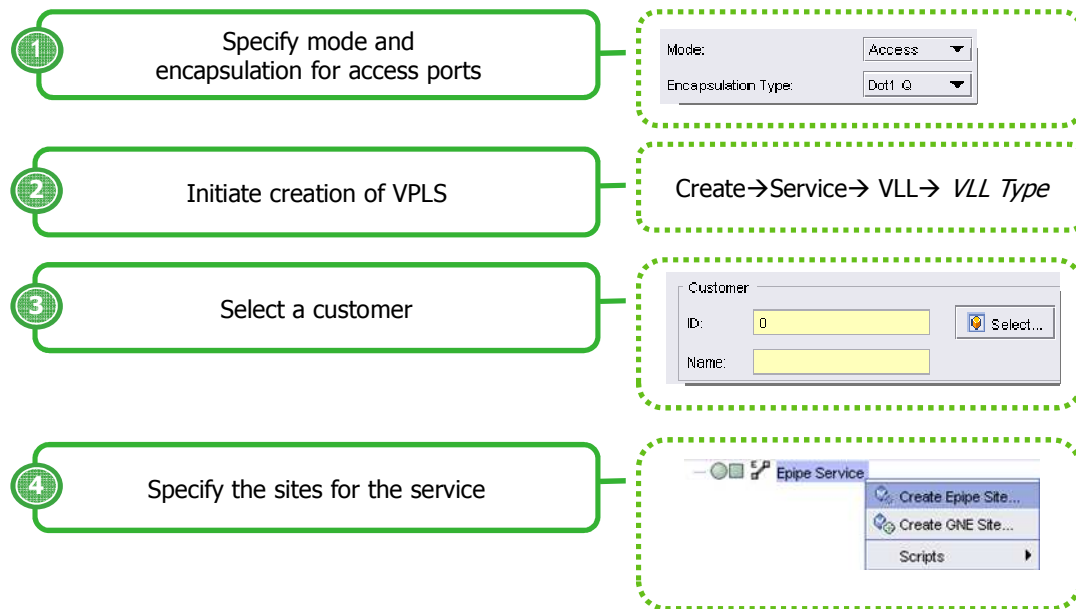 1
Specify mode and
encapsulation for access ports
Mode: Access
Encapsulation Type: Dot1 Q
2
Initiate creation of VPLS
Create→Service→ VLL→ VLL Type
3
Select a customer
Customer
ID: 0 Select...
Name:
4
Specify the sites for the service
Epipe Service
Create Epipe Site...
Create GNE Site...
Scripts